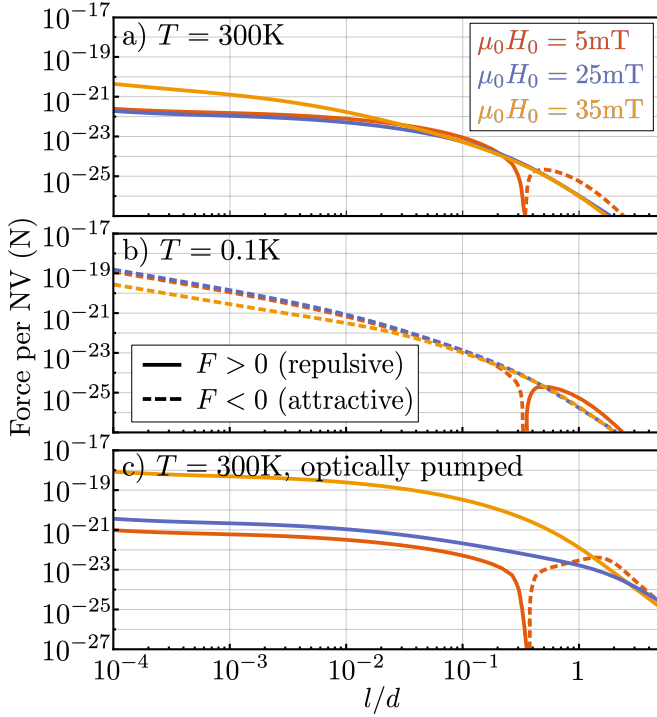 10⁻¹⁷
a) T = 300K
μ₀H₀ = 5mT
μ₀H₀ = 25mT
μ₀H₀ = 35mT
10⁻¹⁹
10⁻²¹
10⁻²³
10⁻²⁵
Force per NV (N)
10⁻¹⁷
b) T = 0.1K
10⁻¹⁹
10⁻²¹
10⁻²³
F > 0 (repulsive)
F < 0 (attractive)
10⁻²⁵
10⁻¹⁷
c) T = 300K, optically pumped
10⁻¹⁹
10⁻²¹
10⁻²³
10⁻²⁵
10⁻²⁷
10⁻⁴ 10⁻³ 10⁻² 10⁻¹ 1
l/d